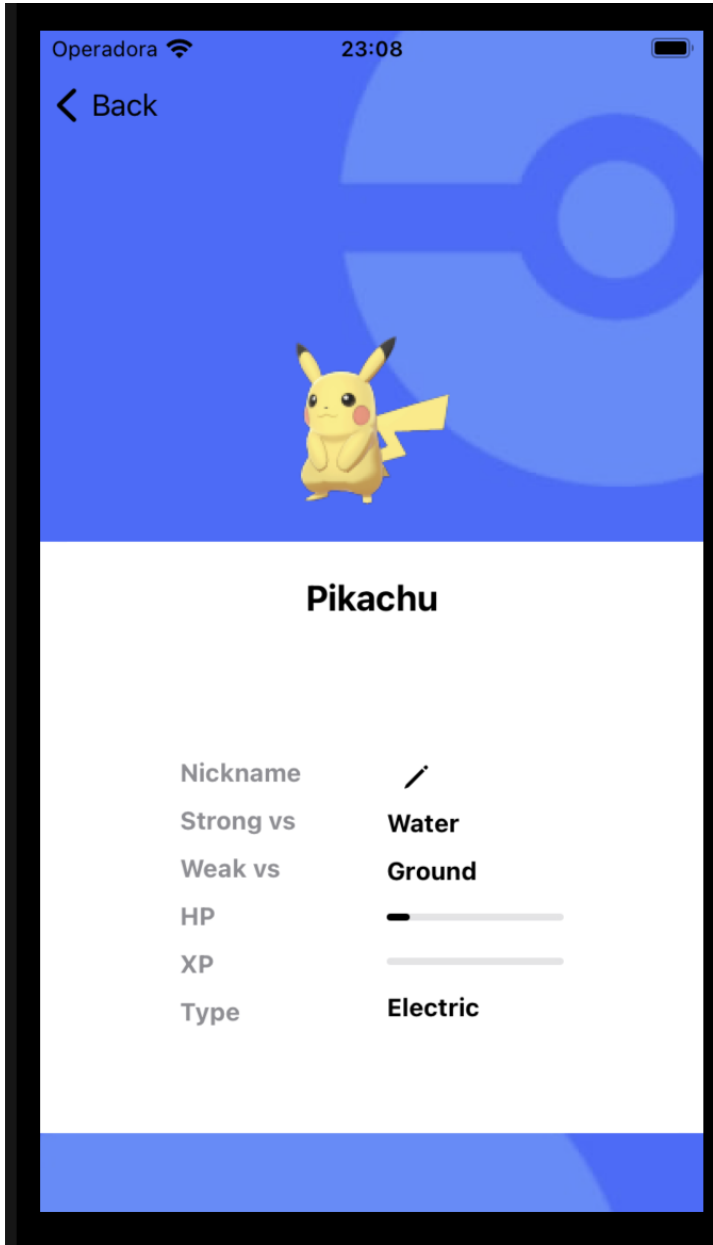 Operadora 23:08
Back
Pikachu
Nickname
Strong vs Water
Weak vs Ground
HP
XP
Type Electric